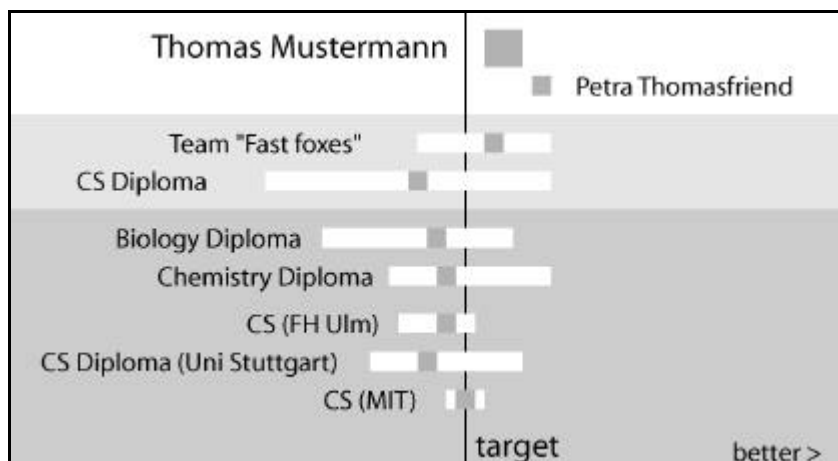 Thomas Mustermann
Petra Thomasfriend
Team "Fast foxes"
CS Diploma
Biology Diploma
Chemistry Diploma
CS (FH Ulm)
CS Diploma (Uni Stuttgart)
CS (MIT)
target better >